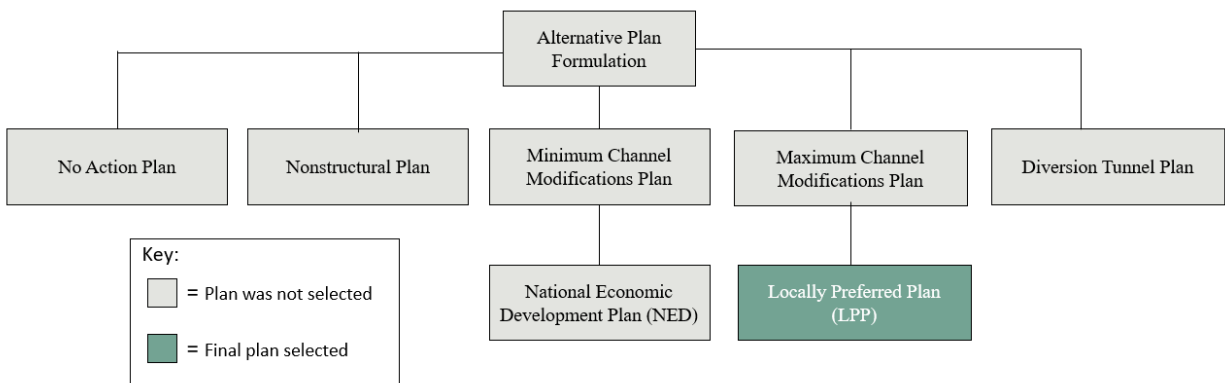 Alternative Plan
Formulation
No Action Plan
Nonstructural Plan
Minimum Channel
Modifications Plan
Maximum Channel
Modifications Plan
Diversion Tunnel Plan
National Economic
Development Plan (NED)
Locally Preferred Plan
(LPP)
Key:
= Plan was not selected
= Final plan selected